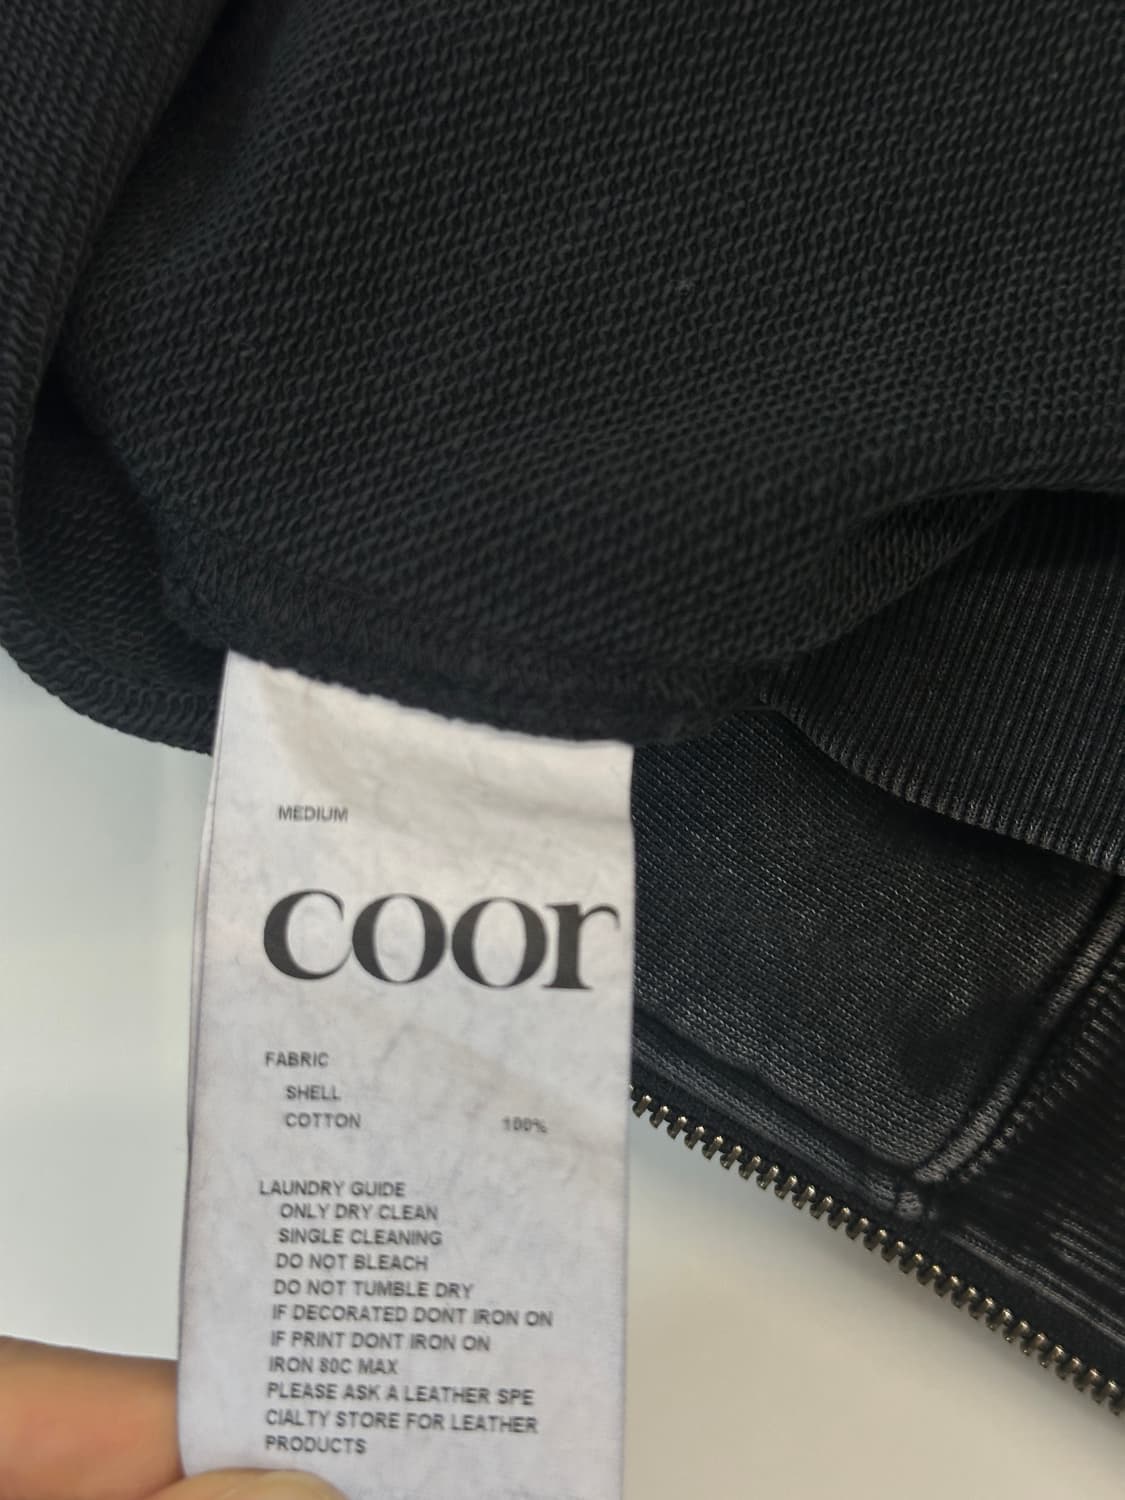 MEDIUM
coor
FABRIC
SHELL
COTTON 100%
LAUNDRY GUIDE
ONLY DRY CLEAN
SINGLE CLEANING
DO NOT BLEACH
DO NOT TUMBLE DRY
IF DECORATED DONT IRON ON
IF PRINT DONT IRON ON
IRON 80C MAX
PLEASE ASK A LEATHER SPE
CIALTY STORE FOR LEATHER
PRODUCTS